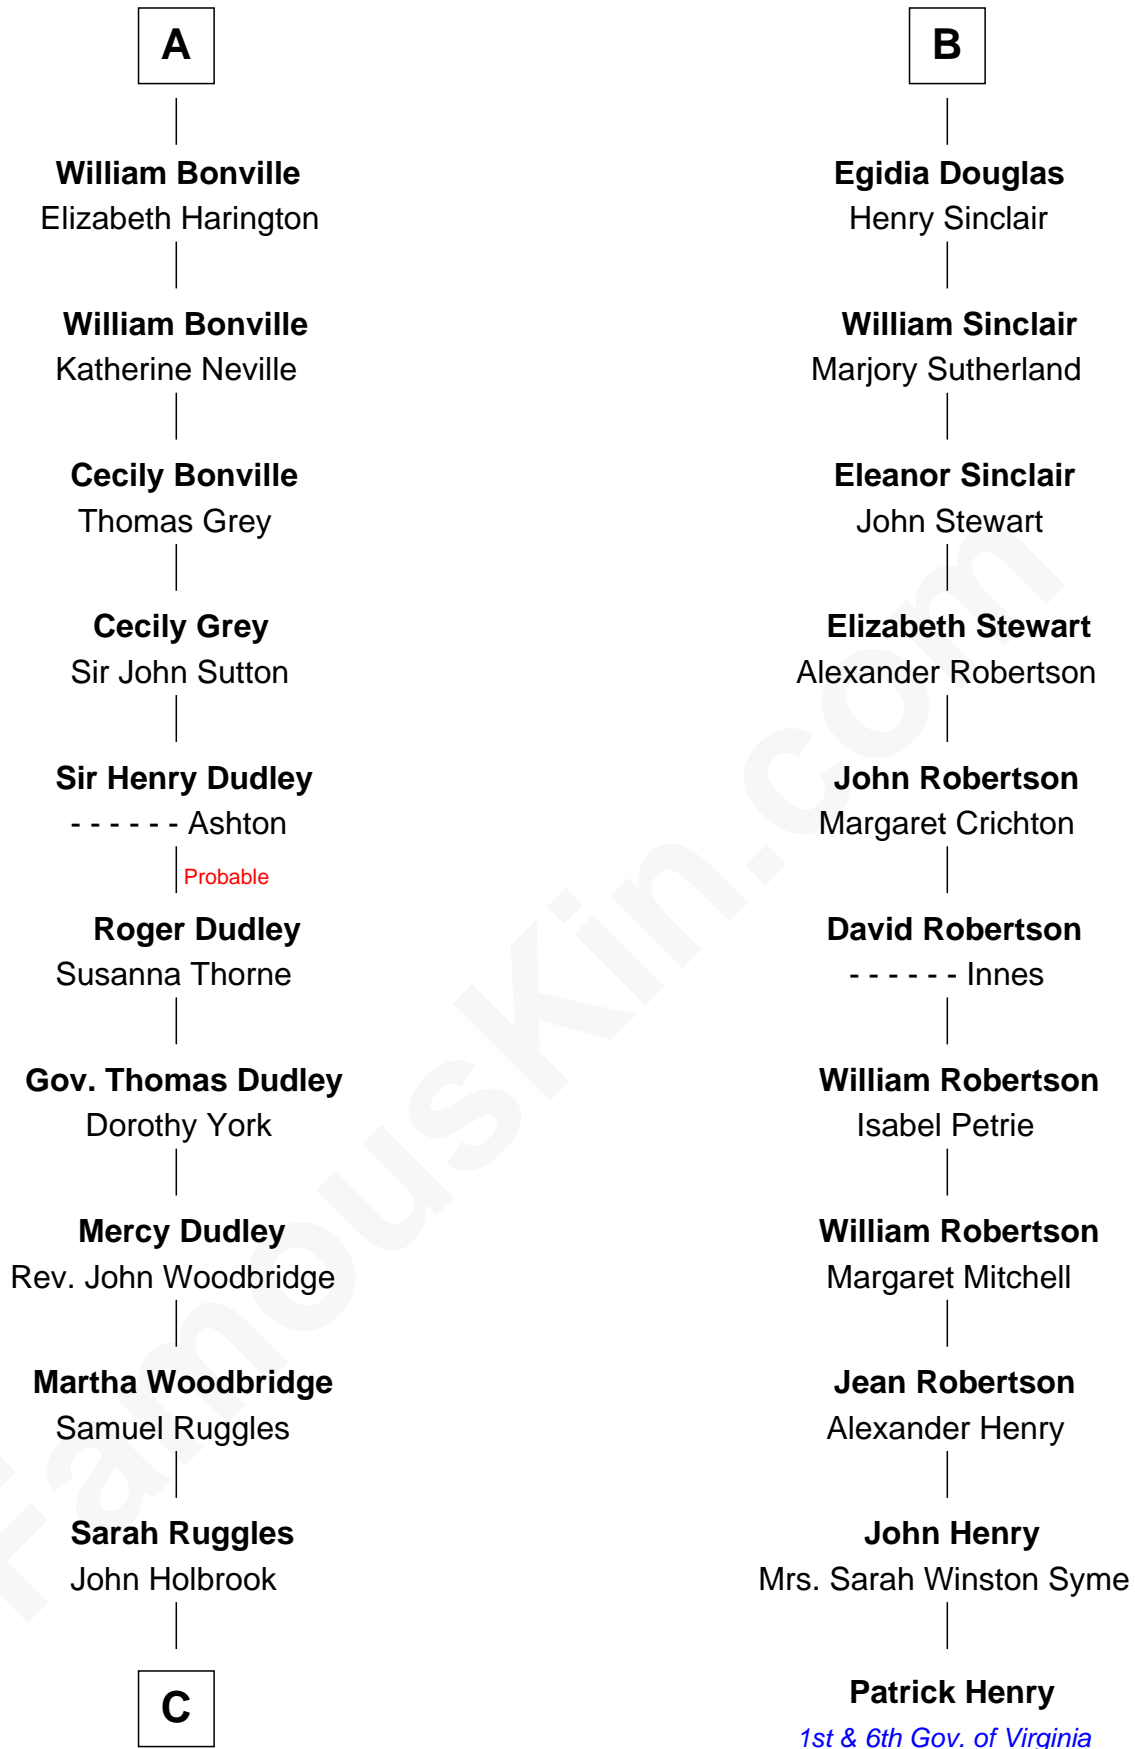 A
William Bonville
Elizabeth Harington
William Bonville
Katherine Neville
Cecily Bonville
Thomas Grey
Cecily Grey
Sir John Sutton
Sir Henry Dudley
- - - - - - Ashton
Probable
Roger Dudley
Susanna Thorne
Gov. Thomas Dudley
Dorothy York
Mercy Dudley
Rev. John Woodbridge
Martha Woodbridge
Samuel Ruggles
Sarah Ruggles
John Holbrook
C
B
Egidia Douglas
Henry Sinclair
William Sinclair
Marjory Sutherland
Eleanor Sinclair
John Stewart
Elizabeth Stewart
Alexander Robertson
John Robertson
Margaret Crichton
David Robertson
- - - - - - Innes
William Robertson
Isabel Petrie
William Robertson
Margaret Mitchell
Jean Robertson
Alexander Henry
John Henry
Mrs. Sarah Winston Syme
Patrick Henry
1st & 6th Gov. of Virginia
FamousKin.com